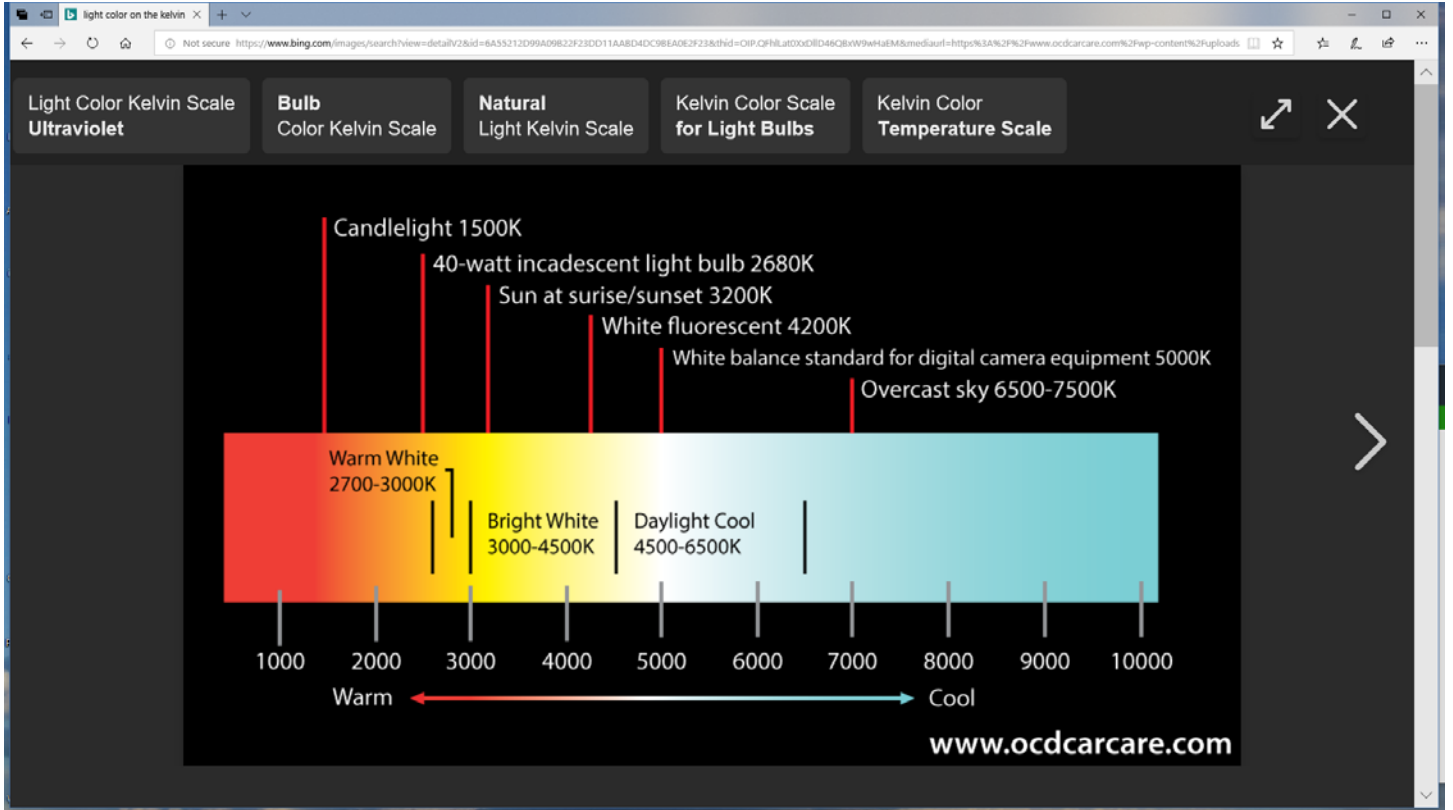 light color on the kelvin
Not secure https://www.bing.com/images/search?view=detailV2&id=6A55212D99A09B22F23DD11AABD4DC98EA0E2F23&thid=OIP.QFhlLat0XxDllD46QBxW9wHaEM&mediaurl=https%3A%2F%2Fwww.ocdcarcare.com%2Fwp-content%2Fuploads
Light Color Kelvin Scale
Ultraviolet
Bulb
Color Kelvin Scale
Natural
Light Kelvin Scale
Kelvin Color Scale
for Light Bulbs
Kelvin Color
Temperature Scale
Candlelight 1500K
40-watt incadescent light bulb 2680K
Sun at surise/sunset 3200K
White fluorescent 4200K
White balance standard for digital camera equipment 5000K
Overcast sky 6500-7500K
Warm White
2700-3000K
Bright White
3000-4500K
Daylight Cool
4500-6500K
1000 2000 3000 4000 5000 6000 7000 8000 9000 10000
Warm Cool
www.ocdcarcare.com